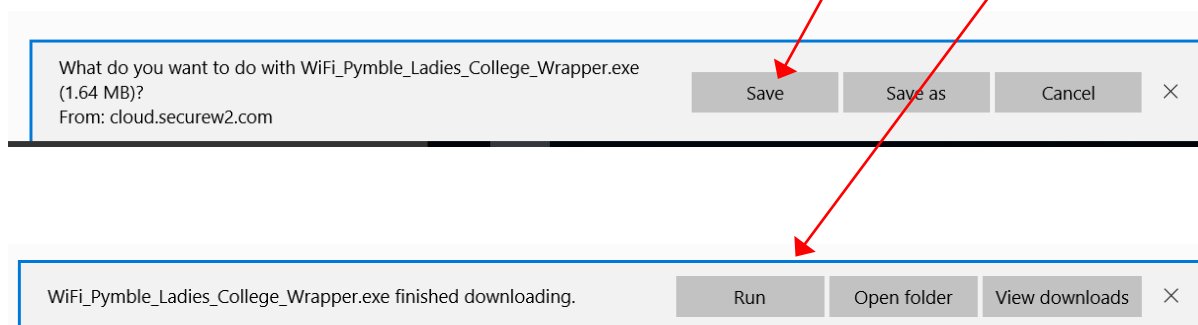 What do you want to do with WiFi_Pymble_Ladies_College_Wrapper.exe
(1.64 MB)?
From: cloud.securew2.com
Save Save as Cancel
WiFi_Pymble_Ladies_College_Wrapper.exe finished downloading. Run Open folder View downloads